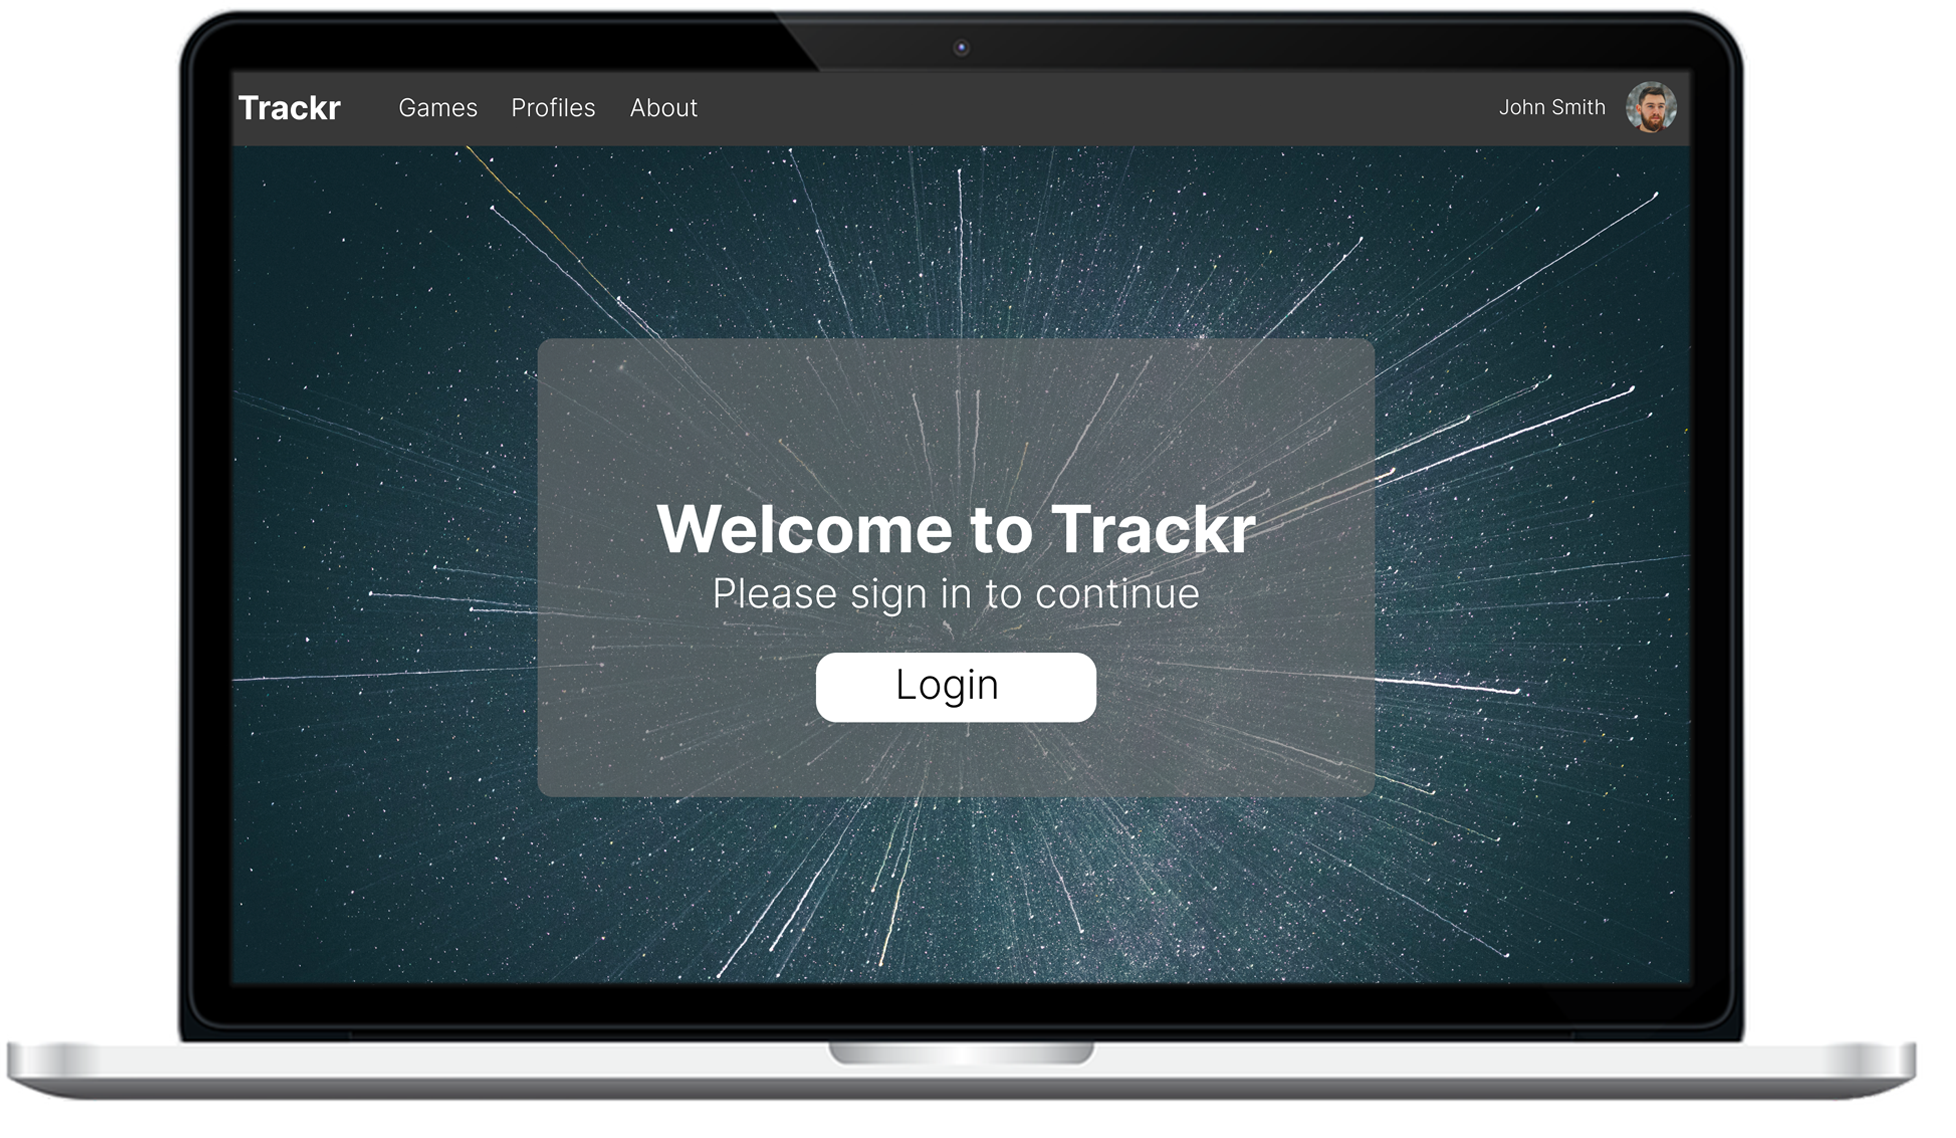 Trackr Games Profiles About John Smith
Welcome to Trackr
Please sign in to continue
Login